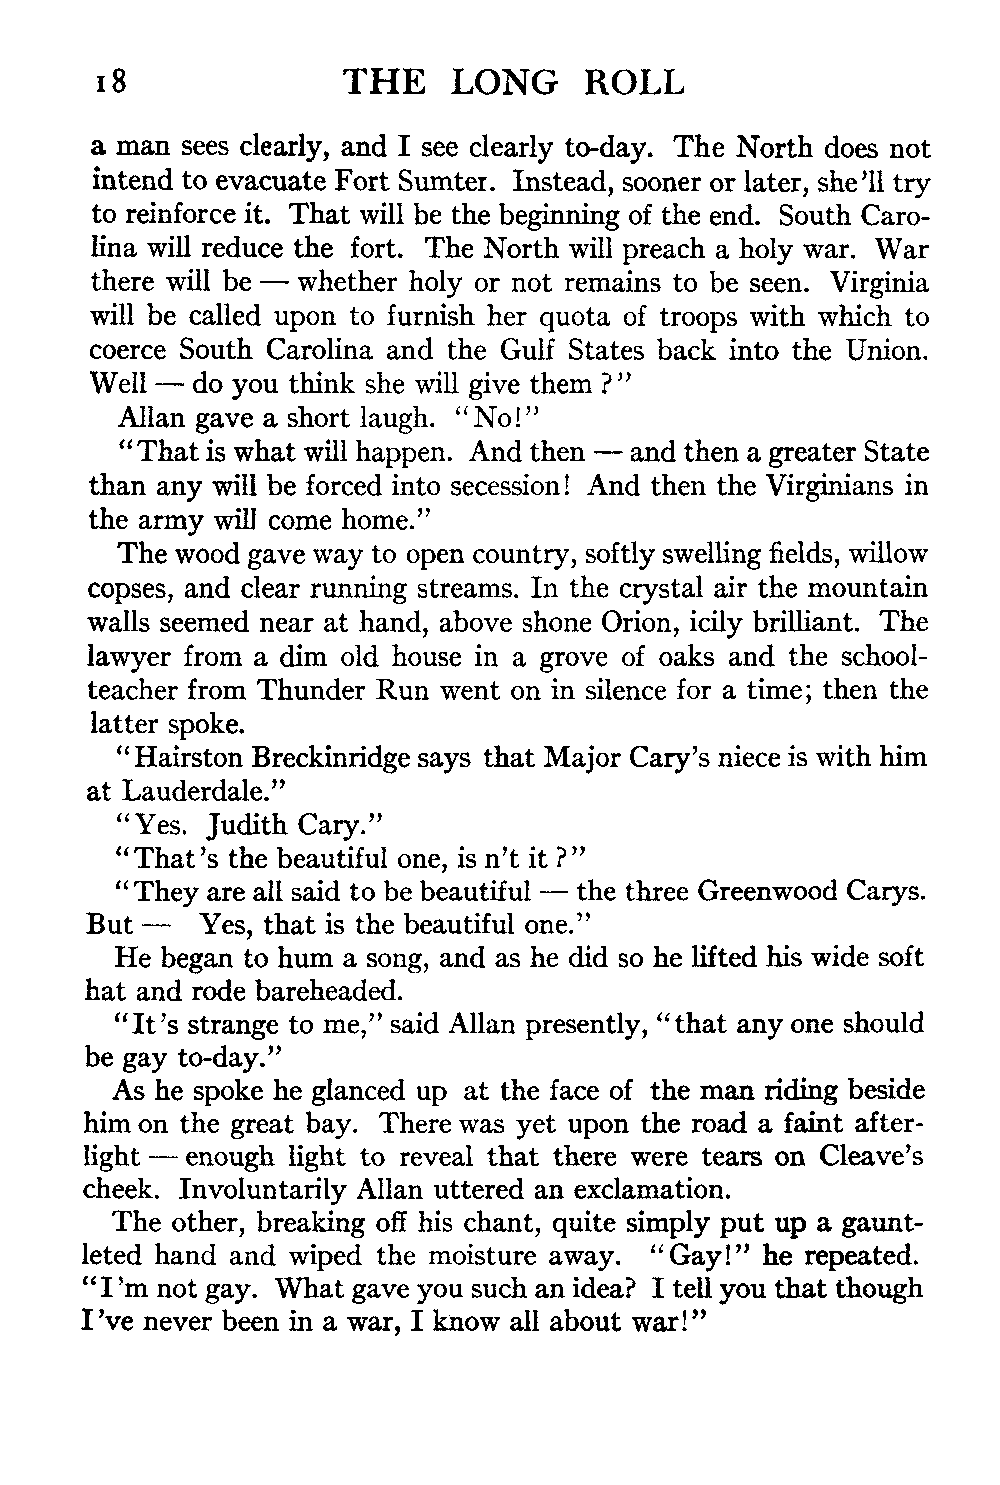 18 THE LONG ROLL
a man sees clearly, and I see clearly to-day. The North does not
intend to evacuate Fort Sumter. Instead, sooner or later, she'll try
to reinforce it. That will be the beginning of the end. South Caro-
lina will reduce the fort. The North will preach a holy war. War
there will be — whether holy or not remains to be seen. Virginia
will be called upon to furnish her quota of troops with which to
coerce South Carolina and the Gulf States back into the Union.
Well — do you think she will give them?"
Allan gave a short laugh. "No!"
"That is what will happen. And then — and then a greater State
than any will be forced into secession! And then the Virginians in
the army will come home."
The wood gave way to open country, softly swelling fields, willow
copses, and clear running streams. In the crystal air the mountain
walls seemed near at hand, above shone Orion, icily brilliant. The
lawyer from a dim old house in a grove of oaks and the school-
teacher from Thunder Run went on in silence for a time; then the
latter spoke.
"Hairston Breckinridge says that Major Cary's niece is with him
at Lauderdale."
"Yes. Judith Cary."
"That's the beautiful one, is n't it?"
"They are all said to be beautiful — the three Greenwood Carys.
But — Yes, that is the beautiful one."
He began to hum a song, and as he did so he lifted his wide soft
hat and rode bareheaded.
"It's strange to me," said Allan presently, "that any one should
be gay to-day."
As he spoke he glanced up at the face of the man riding beside
him on the great bay. There was yet upon the road a faint after-
light — enough light to reveal that there were tears on Cleave's
cheek. Involuntarily Allan uttered an exclamation.
The other, breaking off his chant, quite simply put up a gaunt-
leted hand and wiped the moisture away. "Gay!" he repeated.
"I'm not gay. What gave you such an idea? I tell you that though
I've never been in a war, I know all about war!"